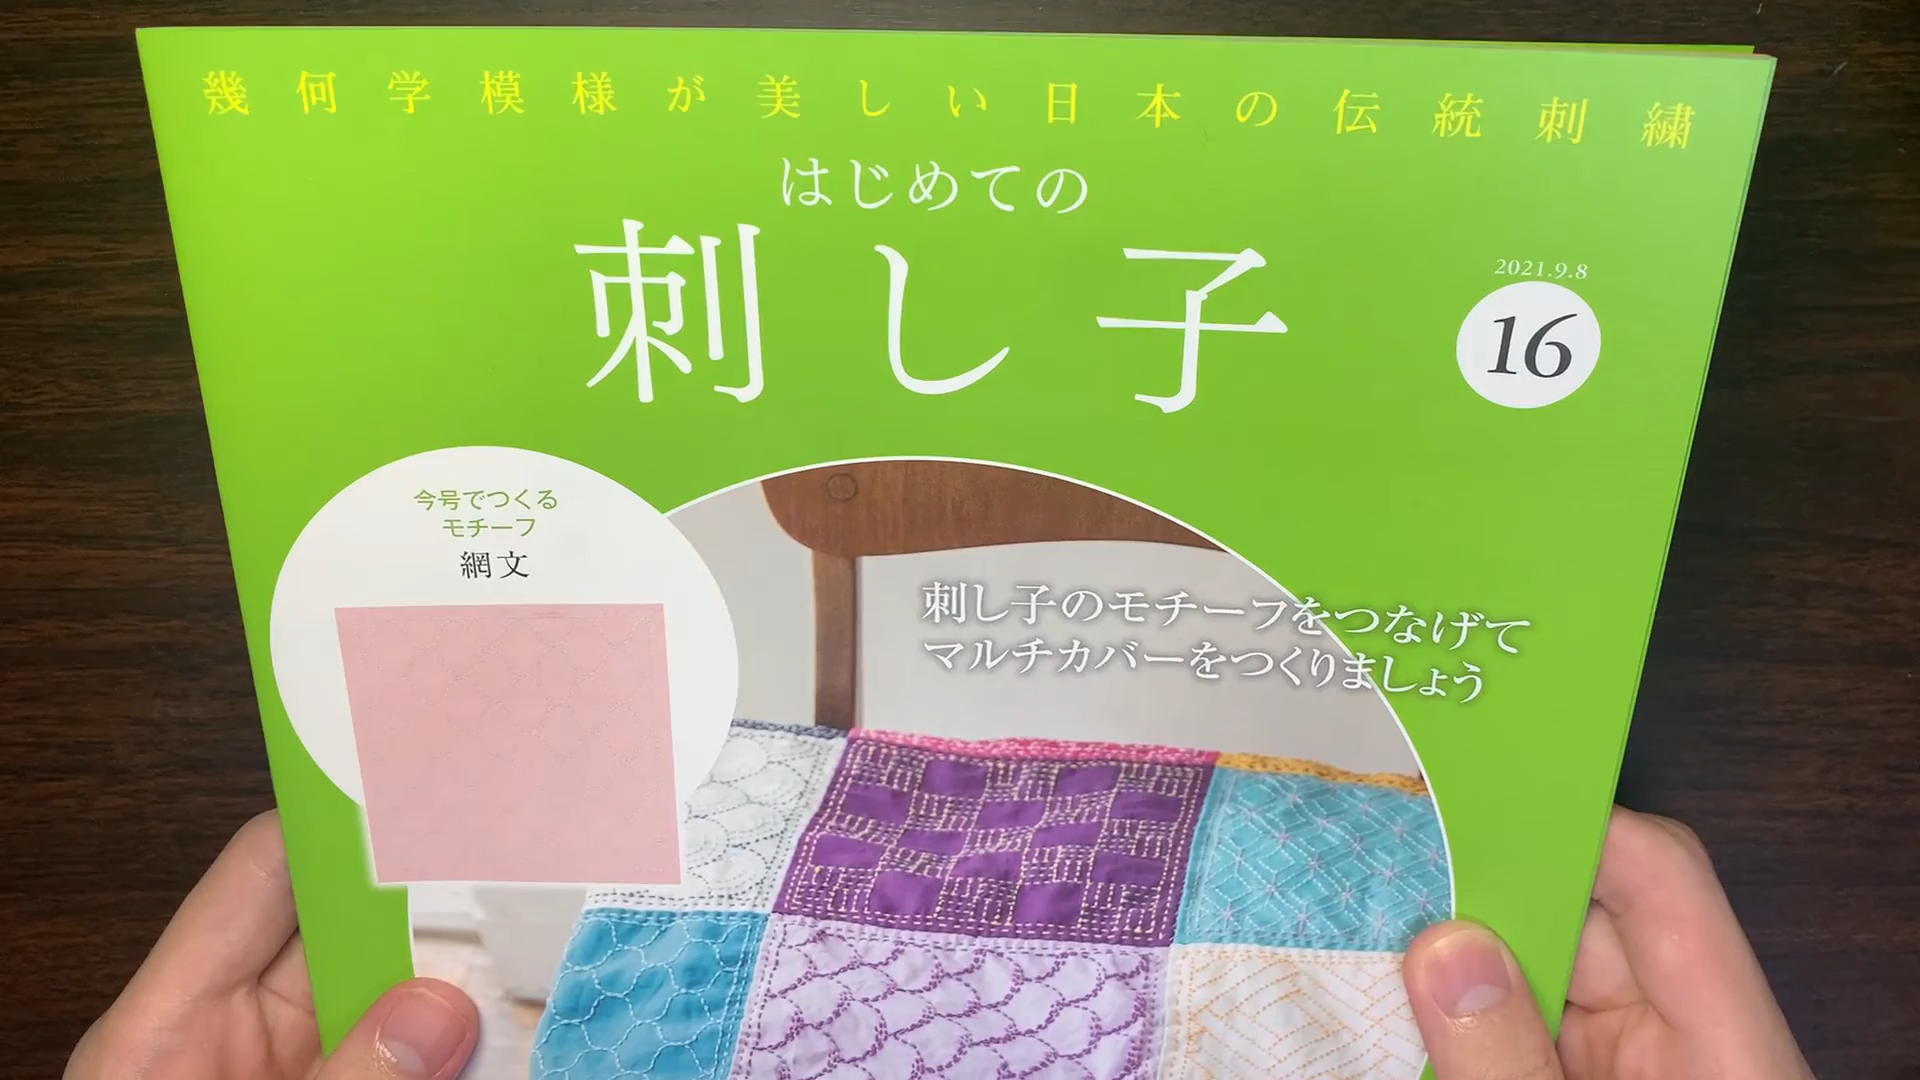 幾何学模様が美しい日本の伝統刺繍
はじめての
刺し子
2021.9.8
16
今号でつくる
モチーフ
網文
刺し子のモチーフをつなげて
マルチカバーをつくりましょう